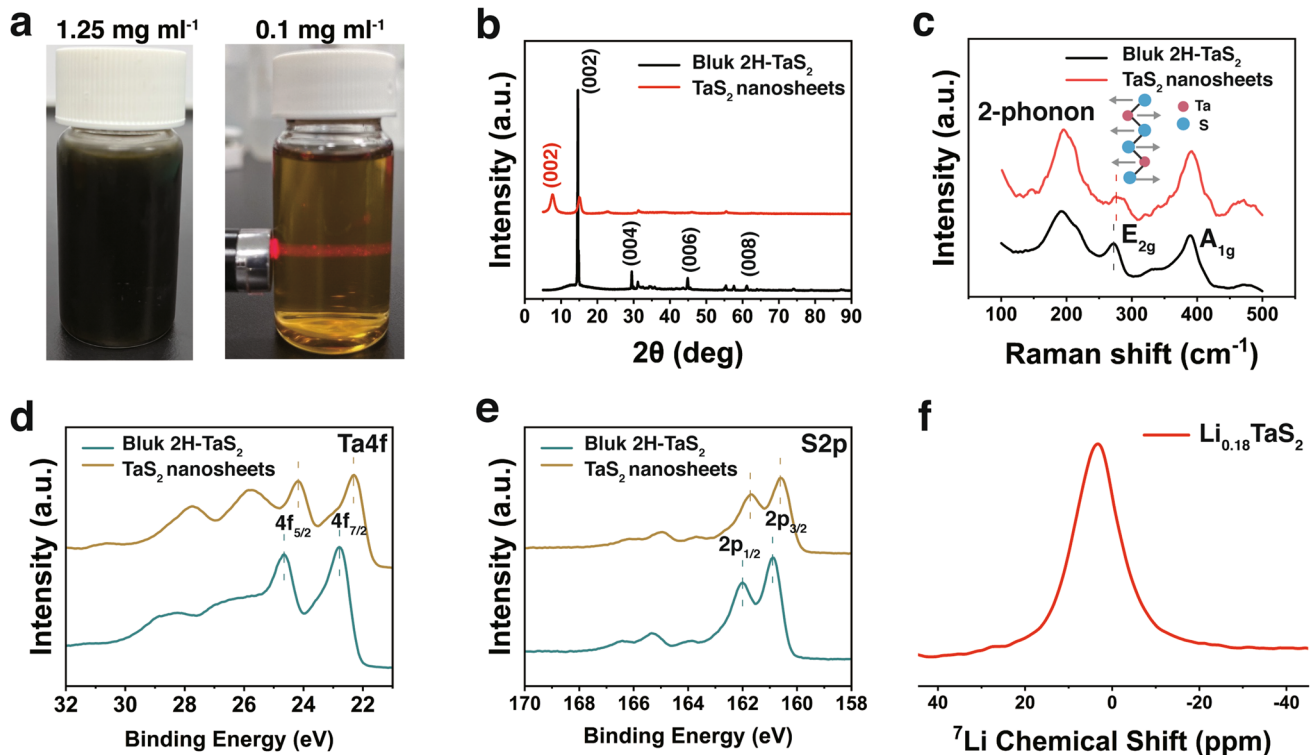 a
1.25 mg ml⁻¹
0.1 mg ml⁻¹
b
Intensity (a.u.)
Bluk 2H-TaS₂
TaS₂ nanosheets
(002)
(002)
(004)
(006)
(008)
0 10 20 30 40 50 60 70 80 90
2θ (deg)
c
Intensity (a.u.)
Bluk 2H-TaS₂
TaS₂ nanosheets
2-phonon
Ta
S
E₂g
A₁g
100 200 300 400 500
Raman shift (cm⁻¹)
d
Intensity (a.u.)
Bluk 2H-TaS₂
TaS₂ nanosheets
Ta4f
4f₅/₂
4f₇/₂
32 30 28 26 24 22
Binding Energy (eV)
e
Intensity (a.u.)
Bluk 2H-TaS₂
TaS₂ nanosheets
S2p
2p₃/₂
2p₁/₂
170 168 166 164 162 160 158
Binding Energy (eV)
f
Intensity (a.u.)
Li₀.₁₈TaS₂
40 20 0 -20 -40
⁷Li Chemical Shift (ppm)